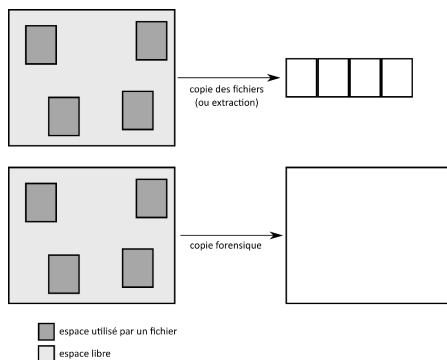 copie des fichiers
(ou extraction)
copie forensique
espace utilisé par un fichier
espace libre